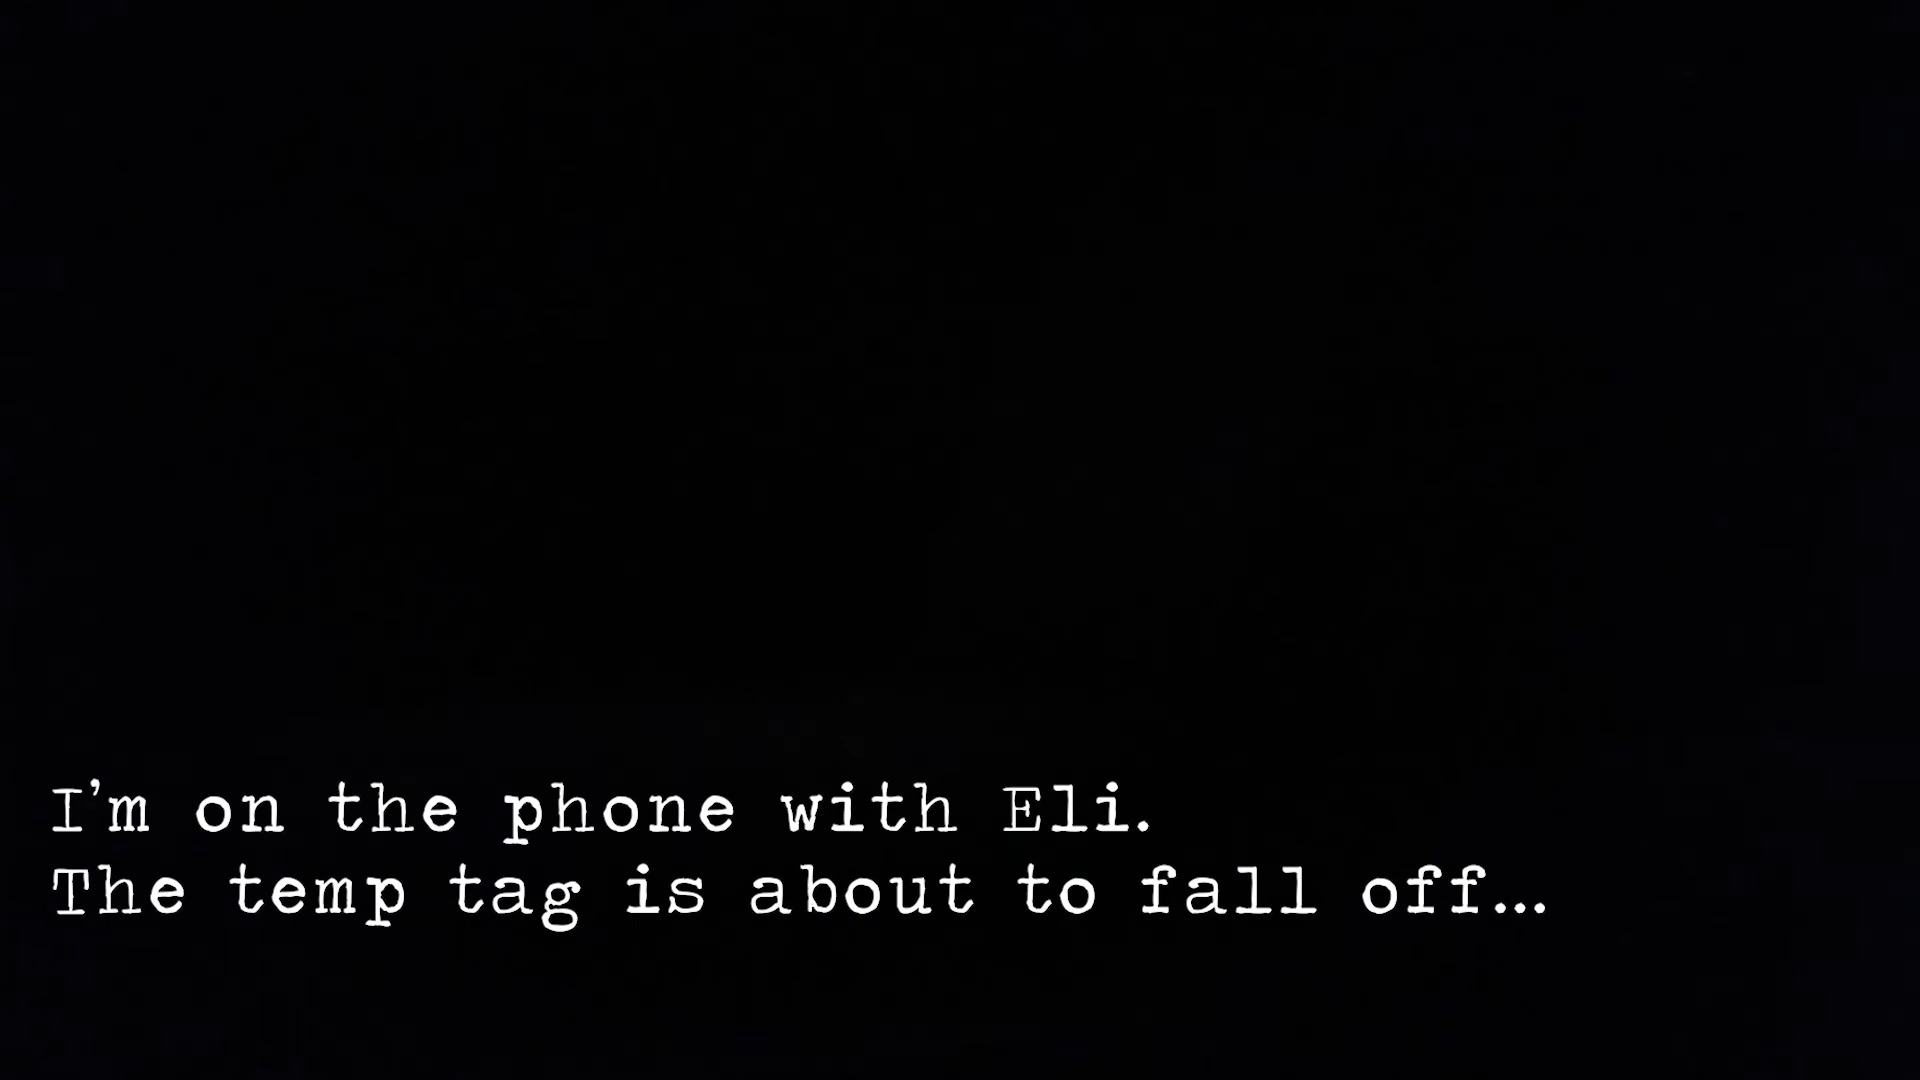 I'm on the phone with Eli.
The temp tag is about to fall off...